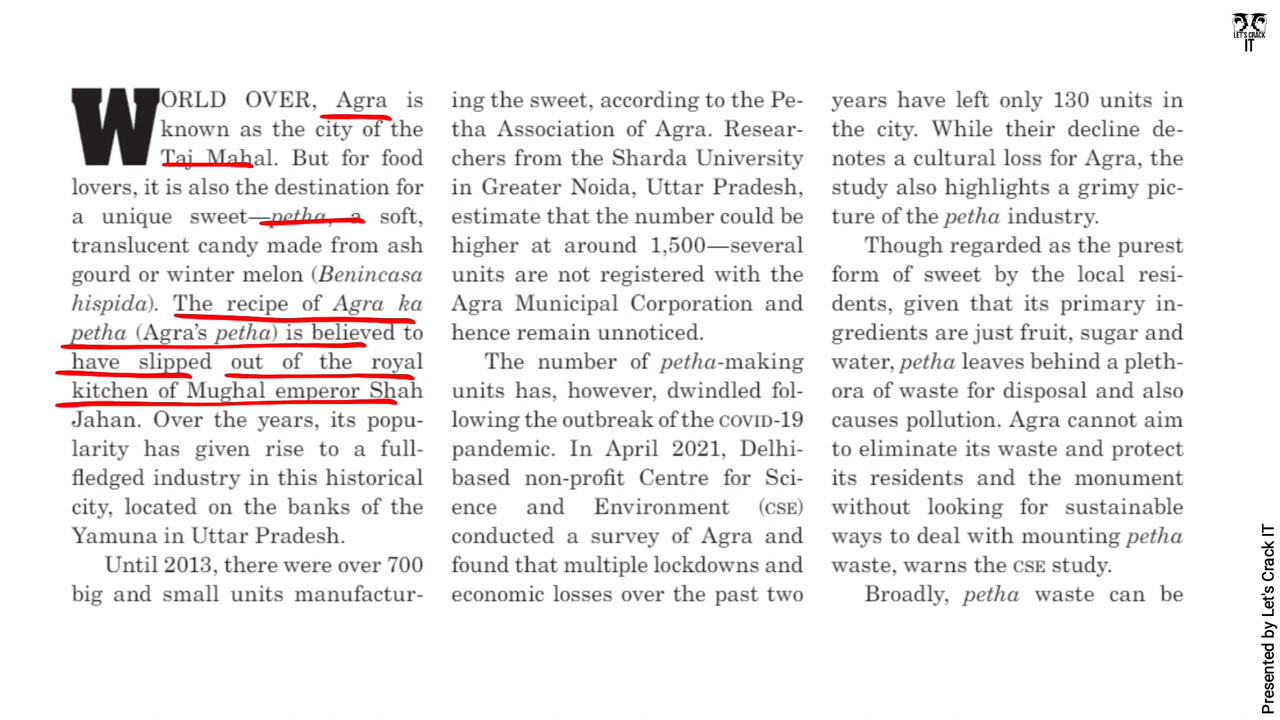 LET'S CRACK
IT
WORLD OVER, Agra is
known as the city of the
Taj Mahal. But for food
lovers, it is also the destination for
a unique sweet—petha, a soft,
translucent candy made from ash
gourd or winter melon (Benincasa
hispida). The recipe of Agra ka
petha (Agra's petha) is believed to
have slipped out of the royal
kitchen of Mughal emperor Shah
Jahan. Over the years, its popu-
larity has given rise to a full-
fledged industry in this historical
city, located on the banks of the
Yamuna in Uttar Pradesh.
Until 2013, there were over 700
big and small units manufactur-
ing the sweet, according to the Pe-
tha Association of Agra. Resear-
chers from the Sharda University
in Greater Noida, Uttar Pradesh,
estimate that the number could be
higher at around 1,500—several
units are not registered with the
Agra Municipal Corporation and
hence remain unnoticed.
The number of petha-making
units has, however, dwindled fol-
lowing the outbreak of the COVID-19
pandemic. In April 2021, Delhi-
based non-profit Centre for Sci-
ence and Environment (CSE)
conducted a survey of Agra and
found that multiple lockdowns and
economic losses over the past two
years have left only 130 units in
the city. While their decline de-
notes a cultural loss for Agra, the
study also highlights a grimy pic-
ture of the petha industry.
Though regarded as the purest
form of sweet by the local resi-
dents, given that its primary in-
gredients are just fruit, sugar and
water, petha leaves behind a pleth-
ora of waste for disposal and also
causes pollution. Agra cannot aim
to eliminate its waste and protect
its residents and the monument
without looking for sustainable
ways to deal with mounting petha
waste, warns the CSE study.
Broadly, petha waste can be
Presented by Let's Crack IT